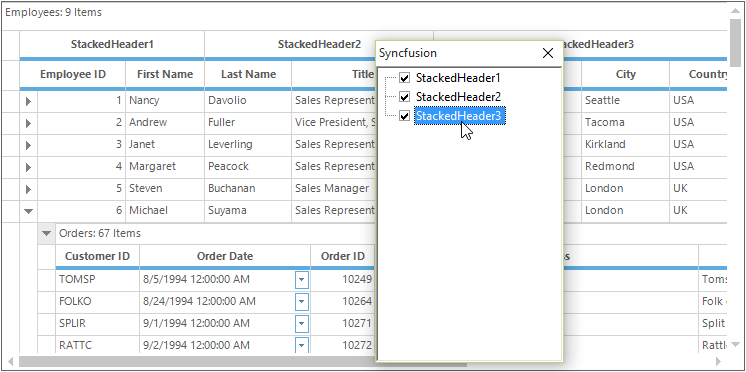 Employees: 9 Items
StackedHeader1 StackedHeader2 StackedHeader3
Employee ID First Name Last Name Title City Country
1 Nancy Davolio Sales Represent Seattle USA
2 Andrew Fuller Vice President, S Tacoma USA
3 Janet Leverling Sales Represent Kirkland USA
4 Margaret Peacock Sales Represent Redmond USA
5 Steven Buchanan Sales Manager London UK
6 Michael Suyama Sales Represent London UK
Orders: 67 Items
Customer ID Order Date Order ID ss
TOMSP 8/5/1994 12:00:00 AM 10249 Toms
FOLKO 8/24/1994 12:00:00 AM 10264 Folk
SPLIR 9/1/1994 12:00:00 AM 10271 Split
RATTC 9/2/1994 12:00:00 AM 10272 Rattl
Syncfusion
StackedHeader1
StackedHeader2
StackedHeader3